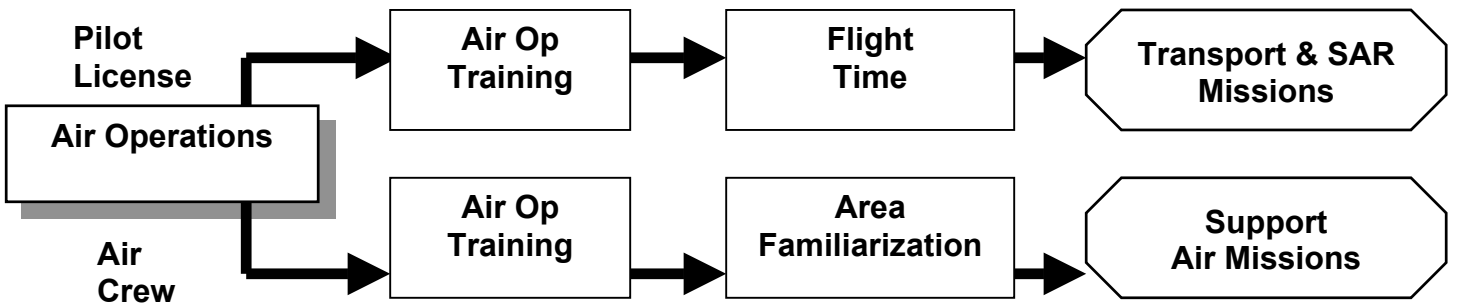 Pilot
License
Air Op
Training
Flight
Time
Transport & SAR
Missions
Air Operations
Air
Crew
Air Op
Training
Area
Familiarization
Support
Air Missions